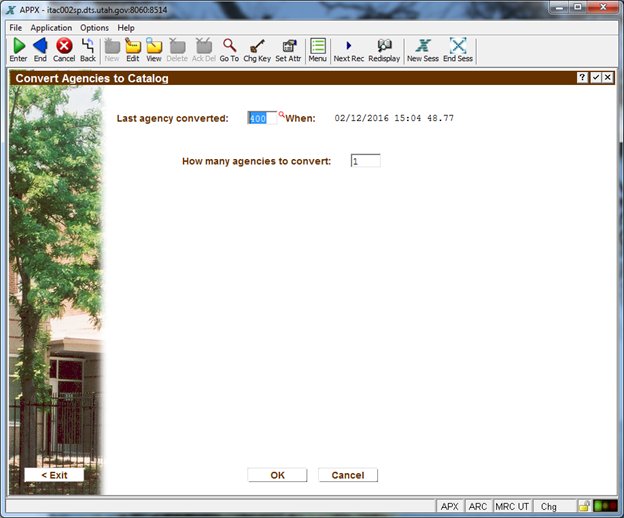 APPX - itac002sp.dts.utah.gov:8060:8514
File Application Options Help
Enter End Cancel Back New Edit View Delete Ack Del Go To Chg Key Set Attr Menu Next Rec Redisplay New Sess End Sess
Convert Agencies to Catalog
Last agency converted: 400 When: 02/12/2016 15:04 48.77
How many agencies to convert: 1
< Exit OK Cancel
APX ARC MRC UT Chg